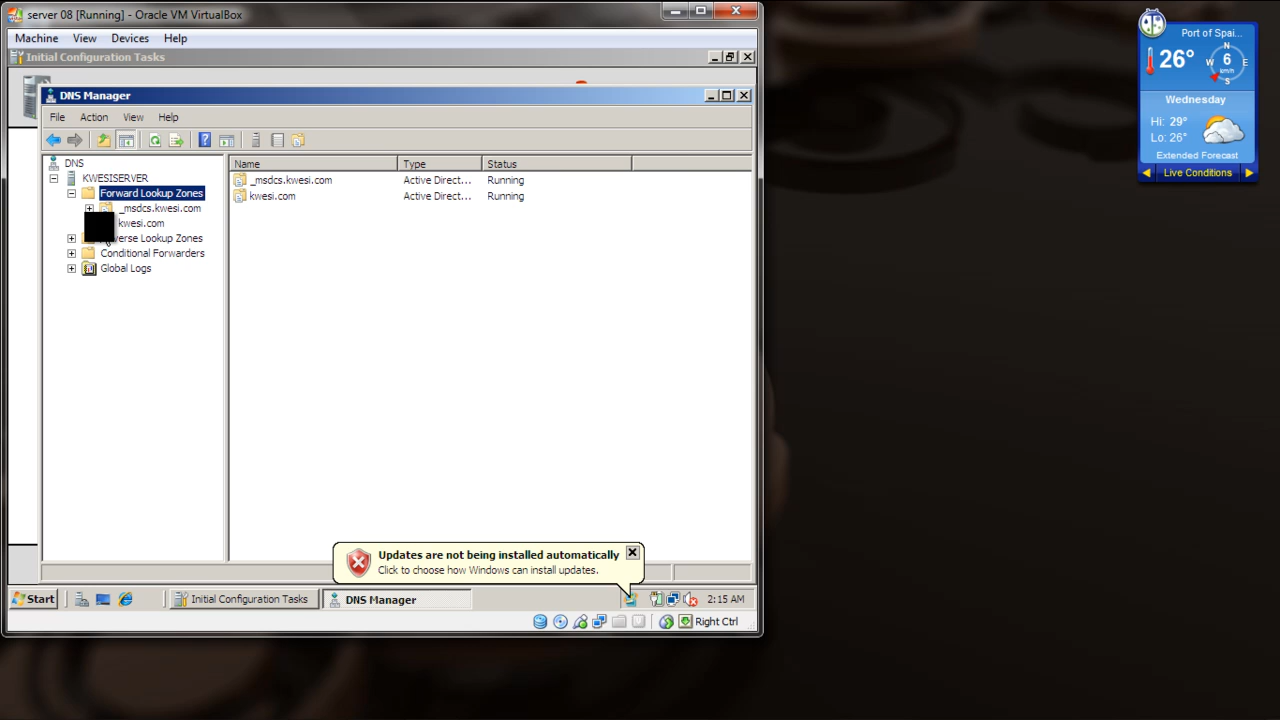 server 08 [Running] - Oracle VM VirtualBox
Machine View Devices Help
Initial Configuration Tasks
DNS Manager
File Action View Help
DNS
KWESISERVER
Forward Lookup Zones
_msdcs.kwesi.com
kwesi.com
Lookup Zones
Conditional Forwarders
Global Logs
Name Type Status
_msdcs.kwesi.com Active Direct... Running
kwesi.com Active Direct... Running
Updates are not being installed automatically
Click to choose how Windows can install updates.
Start Initial Configuration Tasks DNS Manager 2:15 AM
Right Ctrl
Port of Spai...
26°
N
W 6 E
km/h
S
Wednesday
Hi: 29°
Lo: 26°
Extended Forecast
Live Conditions